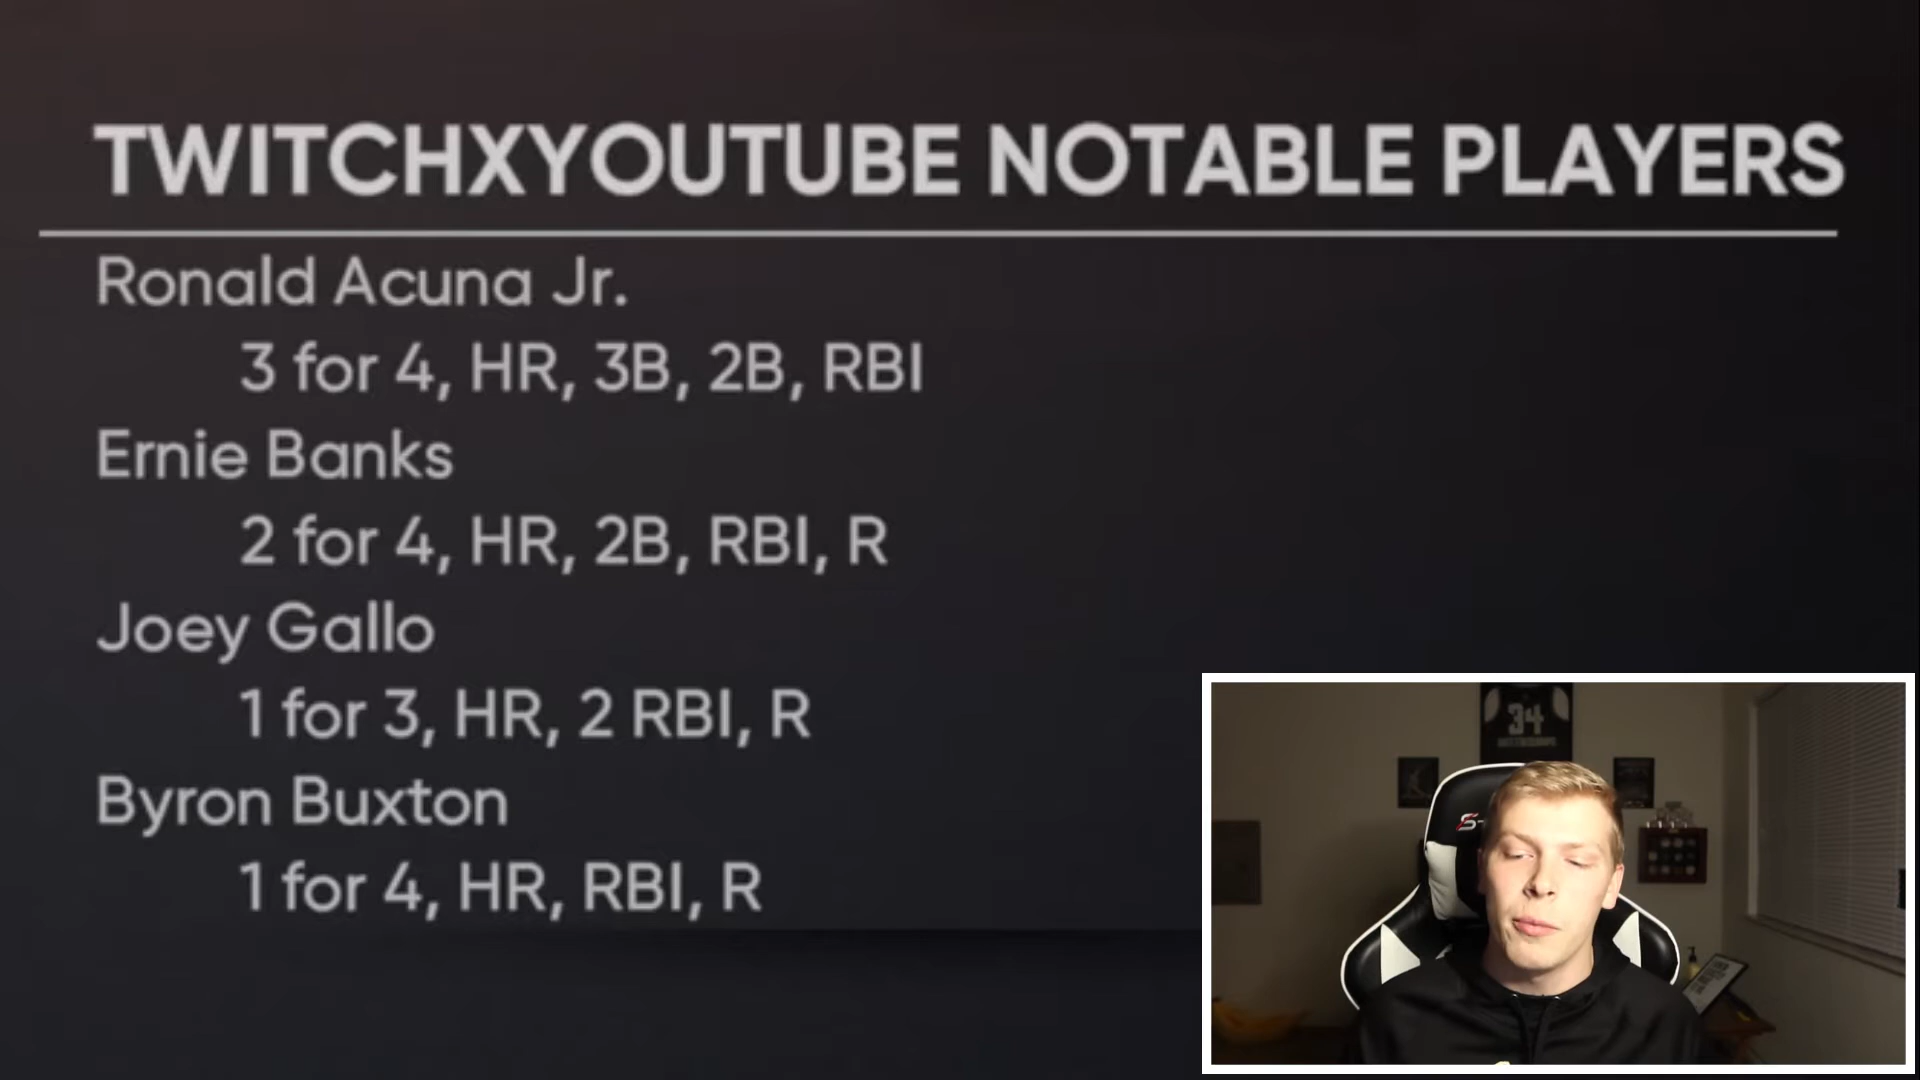 TWITCHXYOUTUBE NOTABLE PLAYERS
Ronald Acuna Jr.
3 for 4, HR, 3B, 2B, RBI
Ernie Banks
2 for 4, HR, 2B, RBI, R
Joey Gallo
1 for 3, HR, 2 RBI, R
Byron Buxton
1 for 4, HR, RBI, R
34